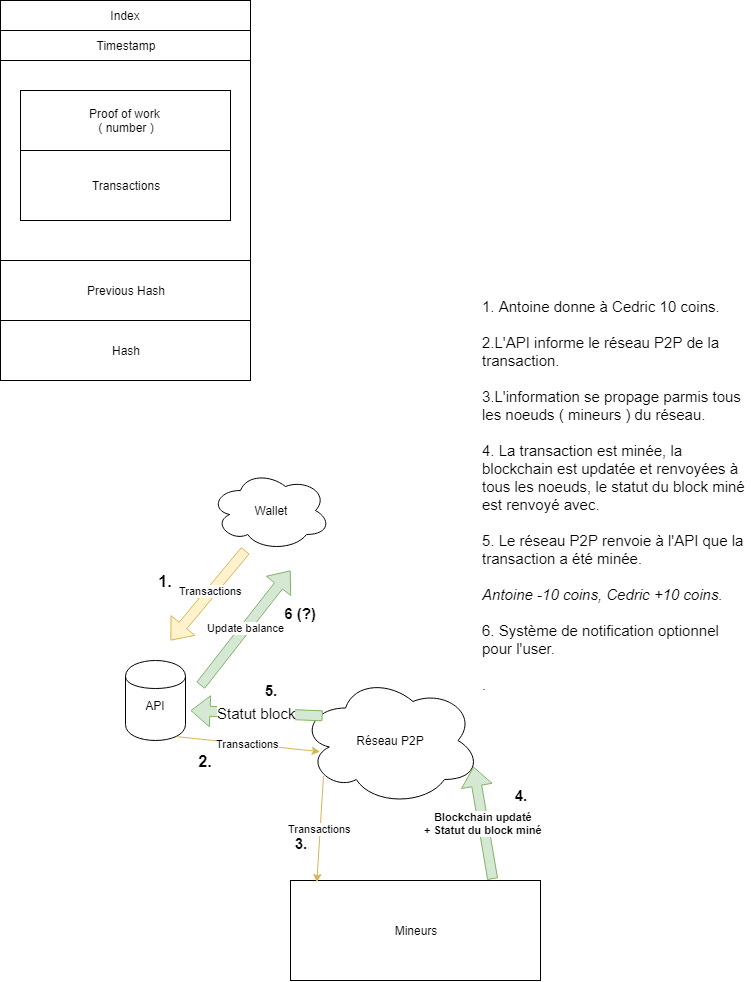 Index
Timestamp
Proof of work
( number )
Transactions
Previous Hash
Hash
1. Antoine donne à Cedric 10 coins.
2.L'API informe le réseau P2P de la
transaction.
3.L'information se propage parmis tous
les noeuds ( mineurs ) du réseau.
4. La transaction est minée, la
blockchain est updatée et renvoyées à
tous les noeuds, le statut du block miné
est renvoyé avec.
5. Le réseau P2P renvoie à l'API que la
transaction a été minée.
Antoine -10 coins, Cedric +10 coins.
6. Système de notification optionnel
pour l'user.
.
Wallet
1.
Transactions
6 (?)
Update balance
API
5.
Statut block
Réseau P2P
Transactions
2.
4.
Blockchain updaté
+ Statut du block miné
Transactions
3.
Mineurs